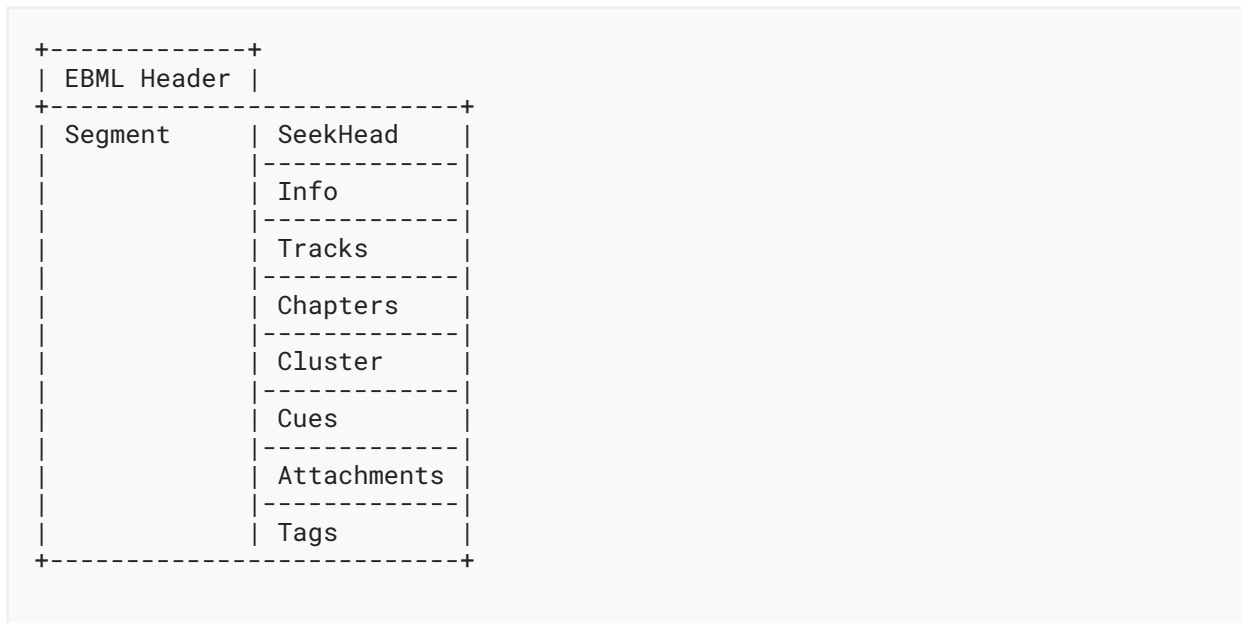 +-------------+
| EBML Header |
+---------------------------+
| Segment     | SeekHead    |
|             |-------------|
|             | Info        |
|             |-------------|
|             | Tracks      |
|             |-------------|
|             | Chapters    |
|             |-------------|
|             | Cluster     |
|             |-------------|
|             | Cues        |
|             |-------------|
|             | Attachments |
|             |-------------|
|             | Tags        |
+---------------------------+